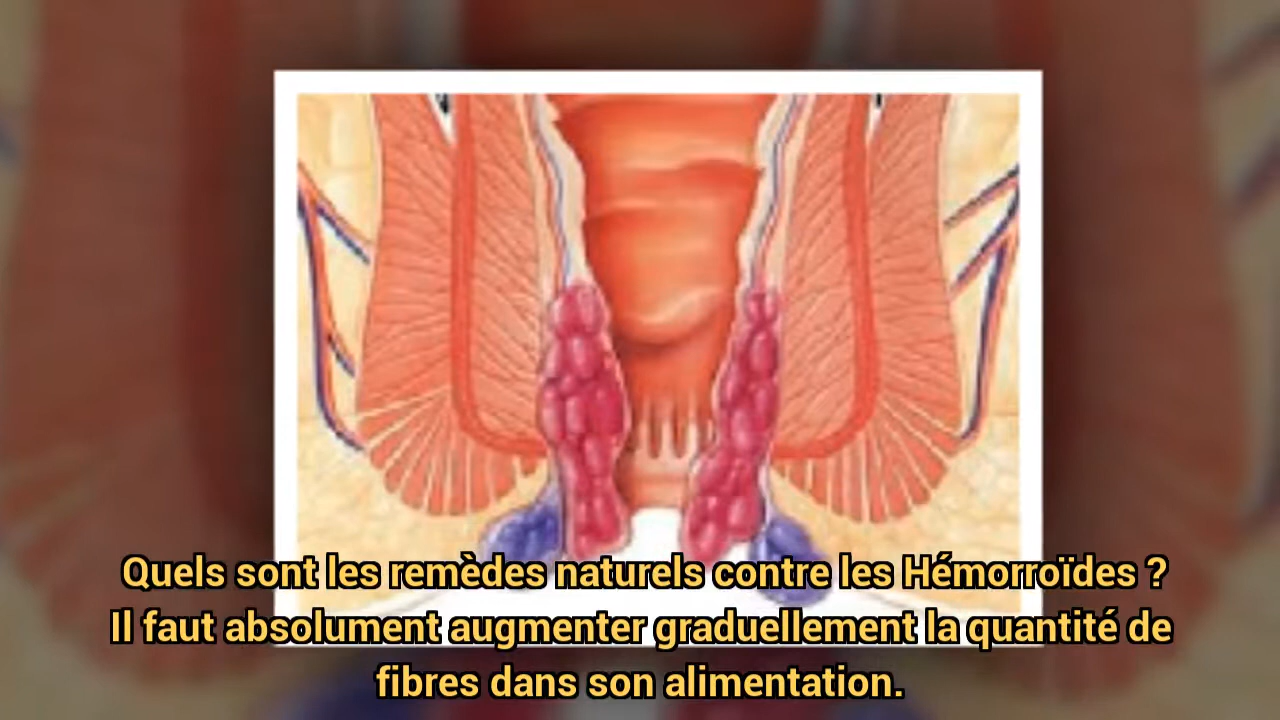 Quels sont les remèdes naturels contre les Hémorroïdes ?
Il faut absolument augmenter graduellement la quantité de
fibres dans son alimentation.